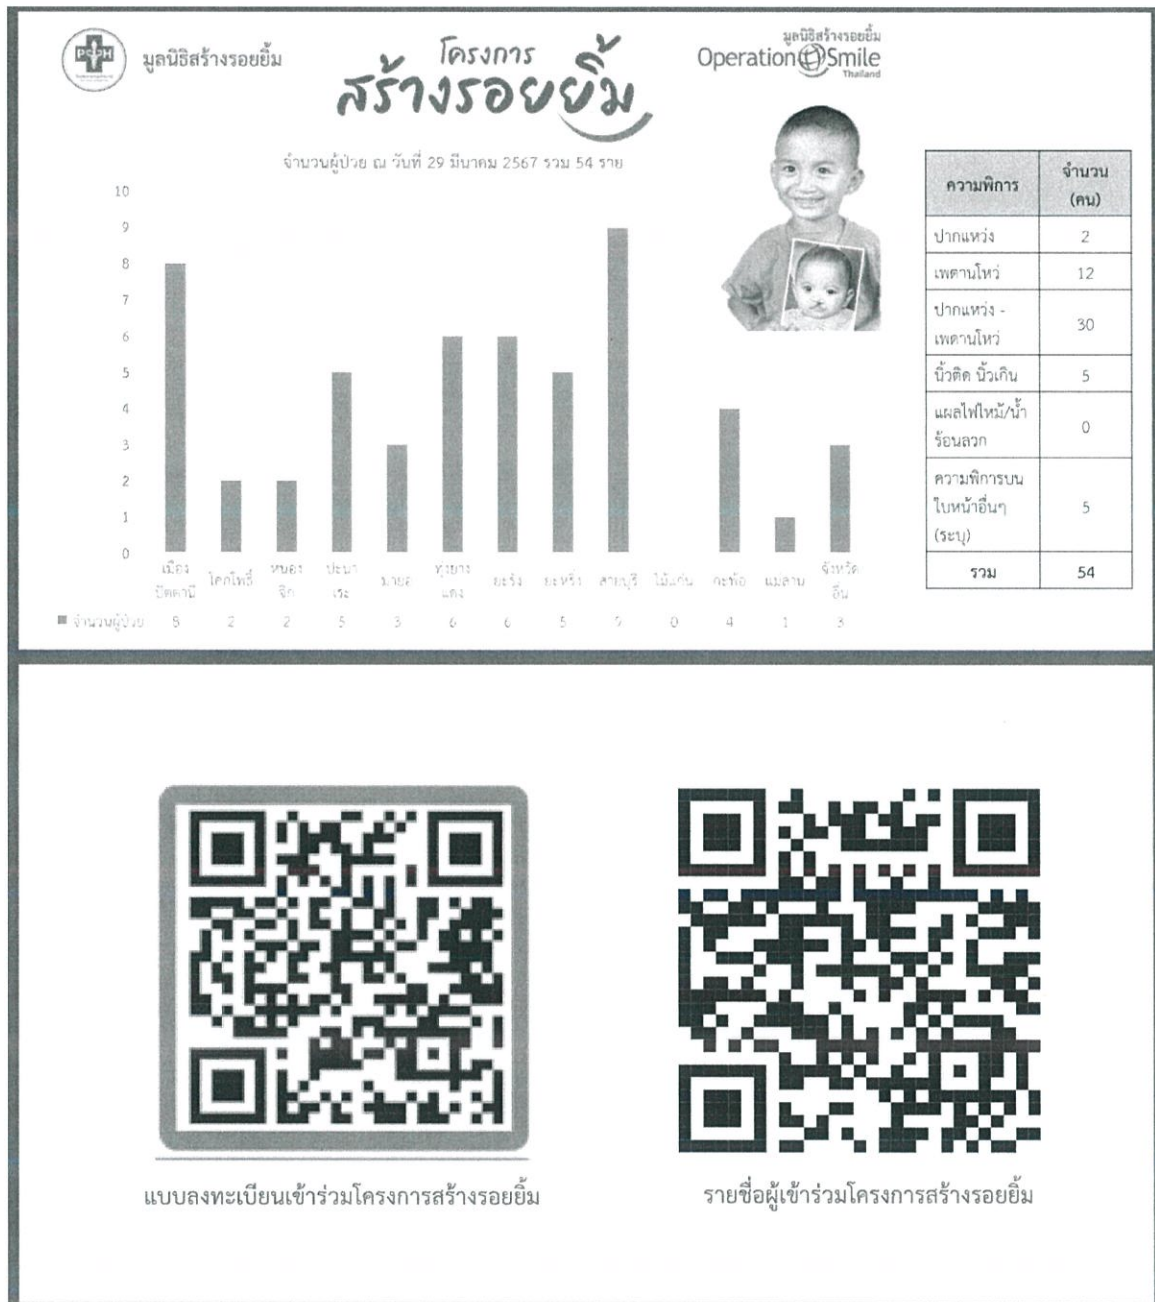 PSPH
มูลนิธิสร้างรอยยิ้ม
โครงการ
สร้างรอยยิ้ม
มูลนิธิสร้างรอยยิ้ม
Operation Smile
Thailand
จำนวนผู้ป่วย ณ วันที่ 29 มีนาคม 2567 รวม 54 ราย
10
9
8
7
6
5
4
3
2
1
0
เมือง
ปัตตานี
โคกโพธิ์
หนอง
จิก
ปะนา
เระ
มายอ
ทุ่งยาง
แดง
ยะรัง
ยะหริ่ง
สายบุรี
ไม้แก่น
กะพ้อ
แม่ลาน
จังหวัด
อื่น
จำนวนผู้ป่วย 8 2 2 5 3 6 6 5 9 0 4 1 3
ความพิการ จำนวน
(คน)
ปากแหว่ง 2
เพดานโหว่ 12
ปากแหว่ง -
เพดานโหว่ 30
นิ้วติด นิ้วเกิน 5
แผลไฟไหม้/น้ำ
ร้อนลวก 0
ความพิการบน
ใบหน้าอื่นๆ 5
(ระบุ)
รวม 54
แบบลงทะเบียนเข้าร่วมโครงการสร้างรอยยิ้ม
รายชื่อผู้เข้าร่วมโครงการสร้างรอยยิ้ม